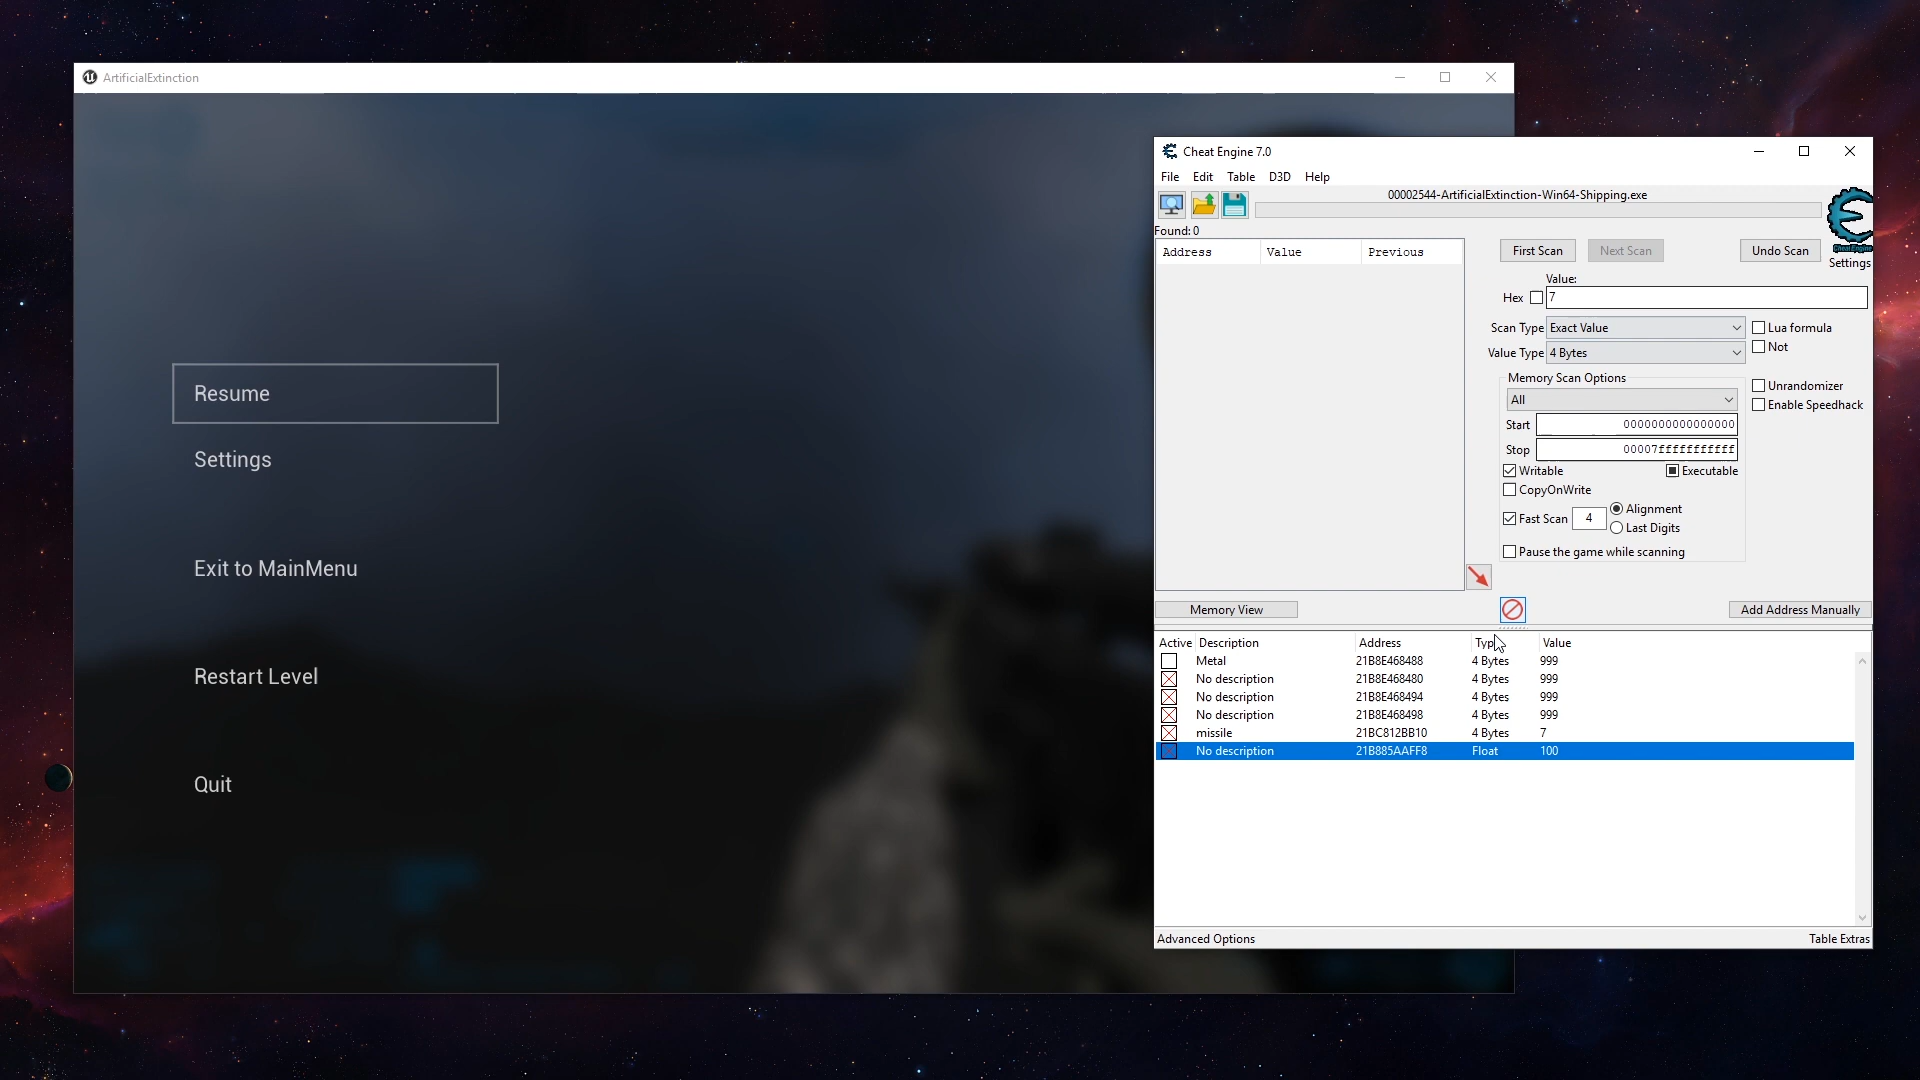 ArtificialExtinction
Resume
Settings
Exit to MainMenu
Restart Level
Quit
Cheat Engine 7.0
File Edit Table D3D Help
00002544-ArtificialExtinction-Win64-Shipping.exe
Found: 0
Address Value Previous
First Scan Next Scan Undo Scan
Cheat Engine
Settings
Value:
Hex 7
Scan Type Exact Value Lua formula
Not
Value Type 4 Bytes
Memory Scan Options
All
Unrandomizer
Enable Speedhack
Start 0000000000000000
Stop 00007fffffffffff
Writable Executable
CopyOnWrite
Fast Scan 4 Alignment
Last Digits
Pause the game while scanning
Memory View Add Address Manually
Active Description Address Typ Value
Metal 21B8E468488 4 Bytes 999
No description 21B8E468480 4 Bytes 999
No description 21B8E468494 4 Bytes 999
No description 21B8E468498 4 Bytes 999
missile 21BC812BB10 4 Bytes 7
No description 21B885AAFF8 Float 100
Advanced Options Table Extras